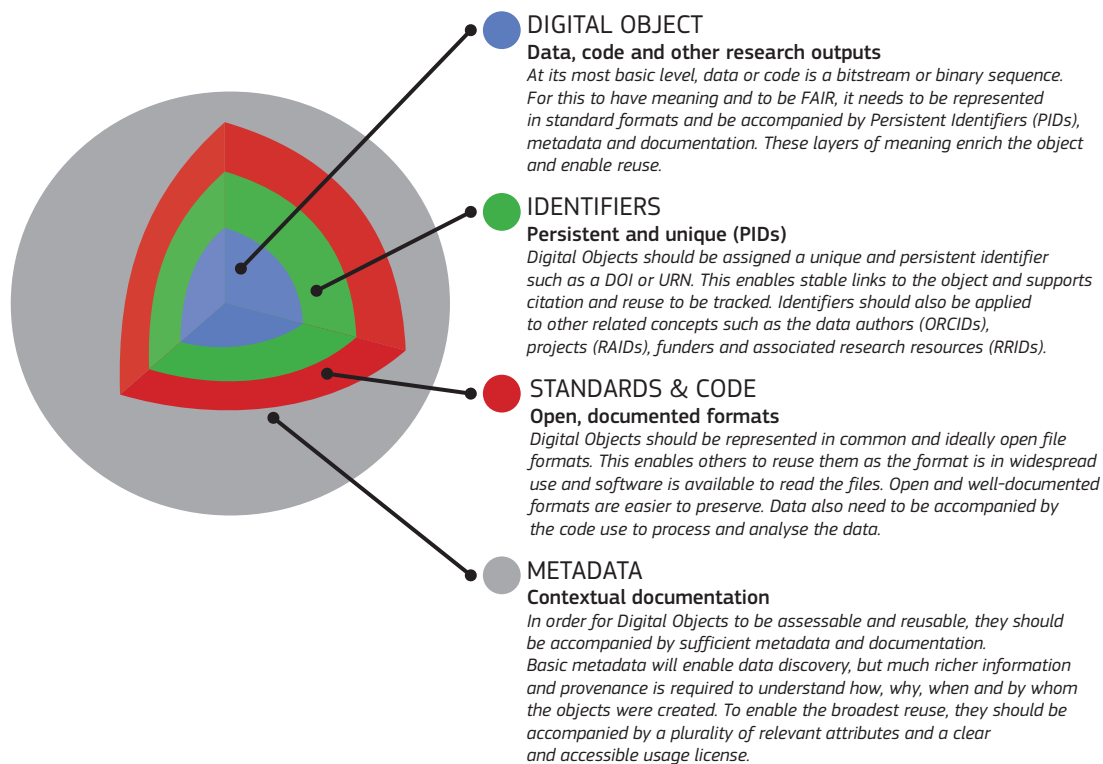 DIGITAL OBJECT
Data, code and other research outputs
At its most basic level, data or code is a bitstream or binary sequence.
For this to have meaning and to be FAIR, it needs to be represented
in standard formats and be accompanied by Persistent Identifiers (PIDs),
metadata and documentation. These layers of meaning enrich the object
and enable reuse.
IDENTIFIERS
Persistent and unique (PIDs)
Digital Objects should be assigned a unique and persistent identifier
such as a DOI or URN. This enables stable links to the object and supports
citation and reuse to be tracked. Identifiers should also be applied
to other related concepts such as the data authors (ORCIDs),
projects (RAIDs), funders and associated research resources (RRIDs).
STANDARDS & CODE
Open, documented formats
Digital Objects should be represented in common and ideally open file
formats. This enables others to reuse them as the format is in widespread
use and software is available to read the files. Open and well-documented
formats are easier to preserve. Data also need to be accompanied by
the code use to process and analyse the data.
METADATA
Contextual documentation
In order for Digital Objects to be assessable and reusable, they should
be accompanied by sufficient metadata and documentation.
Basic metadata will enable data discovery, but much richer information
and provenance is required to understand how, why, when and by whom
the objects were created. To enable the broadest reuse, they should be
accompanied by a plurality of relevant attributes and a clear
and accessible usage license.